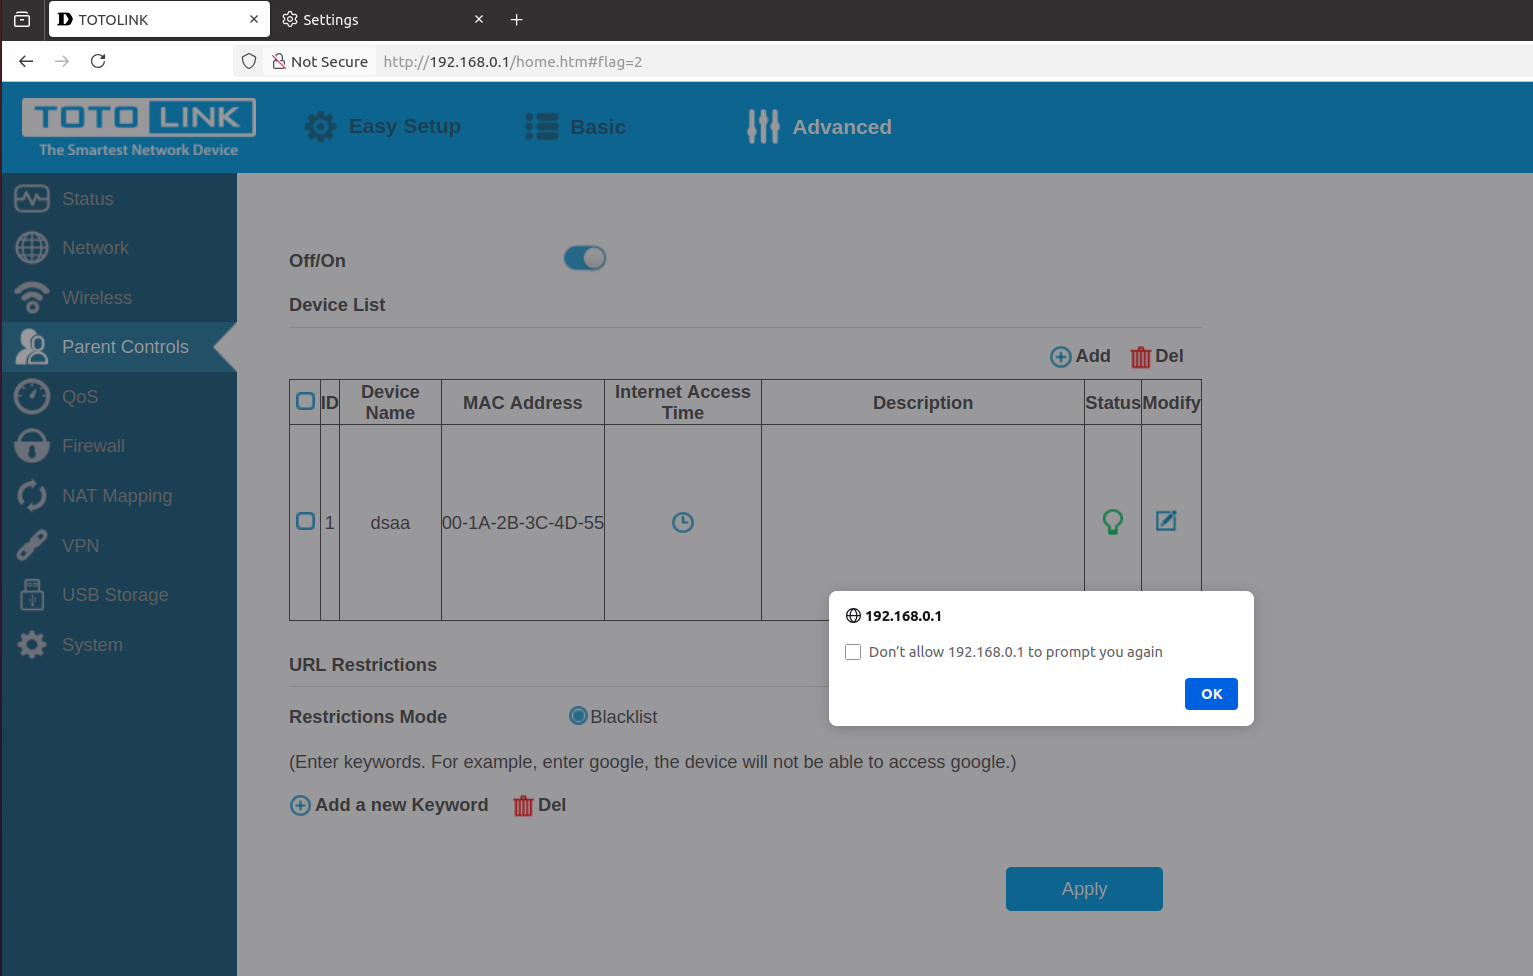 TOTOLINK
Settings
Not Secure
http://192.168.0.1/home.htm#flag=2
TOTO LINK
The Smartest Network Device
Easy Setup
Basic
Advanced
Status
Network
Wireless
Parent Controls
QoS
Firewall
NAT Mapping
VPN
USB Storage
System
Off/On
Device List
Add
Del
ID
Device Name
MAC Address
Internet Access Time
Description
Status
Modify
1
dsaa
00-1A-2B-3C-4D-55
192.168.0.1
Don't allow 192.168.0.1 to prompt you again
OK
URL Restrictions
Restrictions Mode
Blacklist
(Enter keywords. For example, enter google, the device will not be able to access google.)
Add a new Keyword
Del
Apply